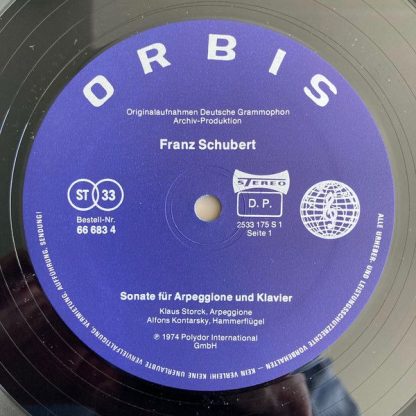 ORBIS
Originalaufnahmen Deutsche Grammophon
Archiv-Produktion
Franz Schubert
ST 33
STEREO
D. P.
Bestell-Nr.
66 683 4
2533 175 S 1
Seite 1
Sonate für Arpeggione und Klavier
Klaus Storck, Arpeggione
Alfons Kontarsky, Hammerflügel
℗ 1974 Polydor International
GmbH
ALLE URHEBER- UND LEISTUNGSSCHUTZRECHTE VORBEHALTEN – KEIN VERLEIH! KEINE UNERLAUBTE VERVIELFÄLTIGUNG, VERMIETUNG, AUFFÜHRUNG, SENDUNG!